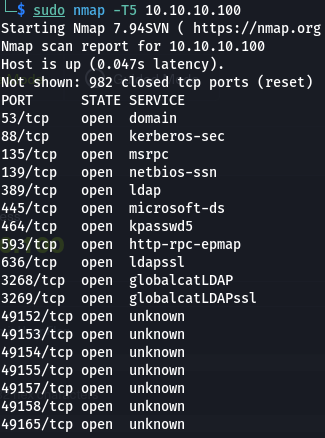 └─$ sudo nmap -T5 10.10.10.100
Starting Nmap 7.94SVN ( https://nmap.org
Nmap scan report for 10.10.10.100
Host is up (0.047s latency).
Not shown: 982 closed tcp ports (reset)
PORT STATE SERVICE
53/tcp open domain
88/tcp open kerberos-sec
135/tcp open msrpc
139/tcp open netbios-ssn
389/tcp open ldap
445/tcp open microsoft-ds
464/tcp open kpasswd5
593/tcp open http-rpc-epmap
636/tcp open ldapssl
3268/tcp open globalcatLDAP
3269/tcp open globalcatLDAPssl
49152/tcp open unknown
49153/tcp open unknown
49154/tcp open unknown
49155/tcp open unknown
49157/tcp open unknown
49158/tcp open unknown
49165/tcp open unknown